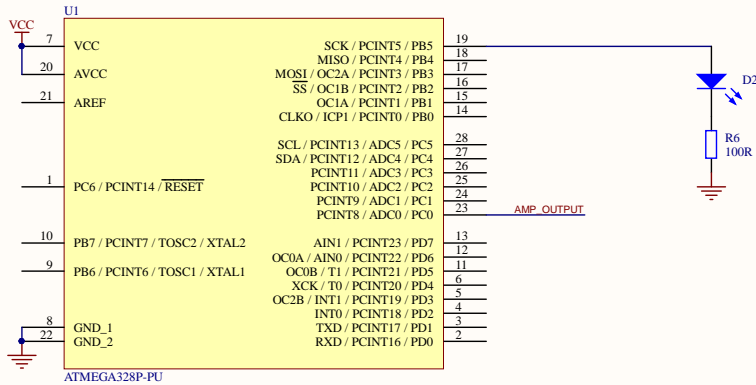 U1
VCC
7 VCC
20 AVCC
21 AREF
1 PC6 / PCINT14 / RESET
10 PB7 / PCINT7 / TOSC2 / XTAL2
9 PB6 / PCINT6 / TOSC1 / XTAL1
8 GND_1
22 GND_2
SCK / PCINT5 / PB5 19
MISO / PCINT4 / PB4 18
MOSI / OC2A / PCINT3 / PB3 17
SS / OC1B / PCINT2 / PB2 16
OC1A / PCINT1 / PB1 15
CLKO / ICP1 / PCINT0 / PB0 14
SCL / PCINT13 / ADC5 / PC5 28
SDA / PCINT12 / ADC4 / PC4 27
PCINT11 / ADC3 / PC3 26
PCINT10 / ADC2 / PC2 25
PCINT9 / ADC1 / PC1 24
PCINT8 / ADC0 / PC0 23
AMP_OUTPUT
AIN1 / PCINT23 / PD7 13
OC0A / AIN0 / PCINT22 / PD6 12
OC0B / T1 / PCINT21 / PD5 11
XCK / T0 / PCINT20 / PD4 6
OC2B / INT1 / PCINT19 / PD3 5
INT0 / PCINT18 / PD2 4
TXD / PCINT17 / PD1 3
RXD / PCINT16 / PD0 2
ATMEGA328P-PU
D2
R6
100R